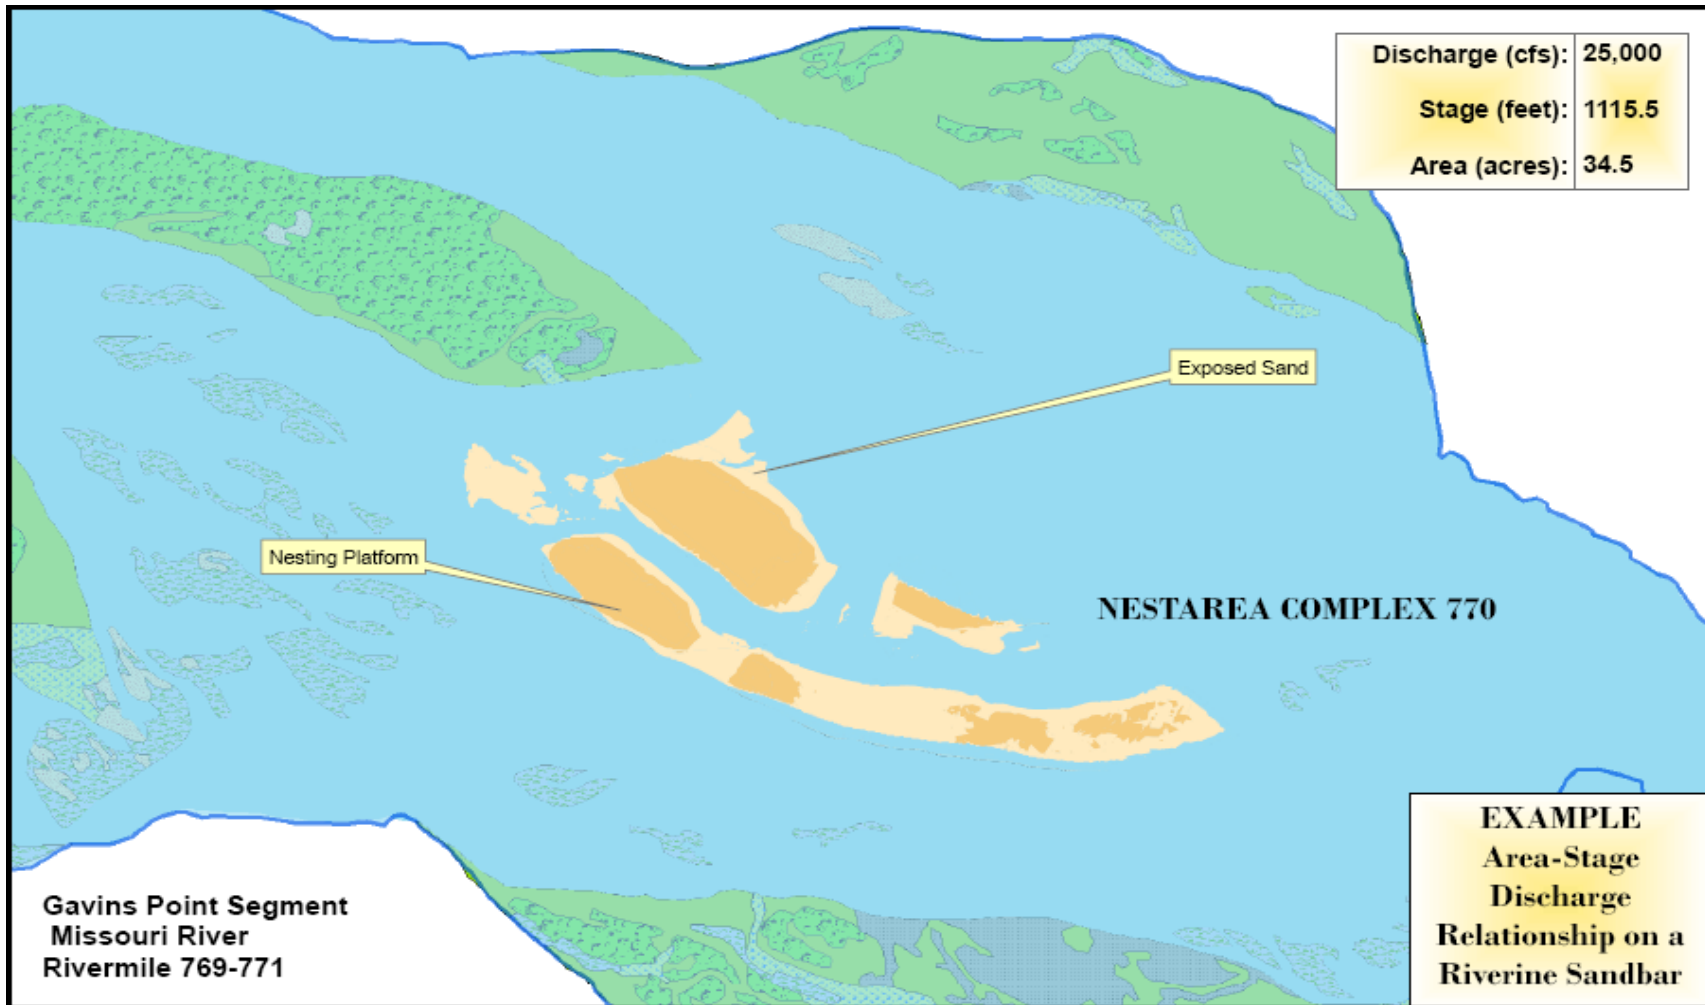 Discharge (cfs): 25,000
Stage (feet): 1115.5
Area (acres): 34.5
Exposed Sand
Nesting Platform
NESTAREA COMPLEX 770
Gavins Point Segment
Missouri River
Rivermile 769-771
EXAMPLE
Area-Stage
Discharge
Relationship on a
Riverine Sandbar